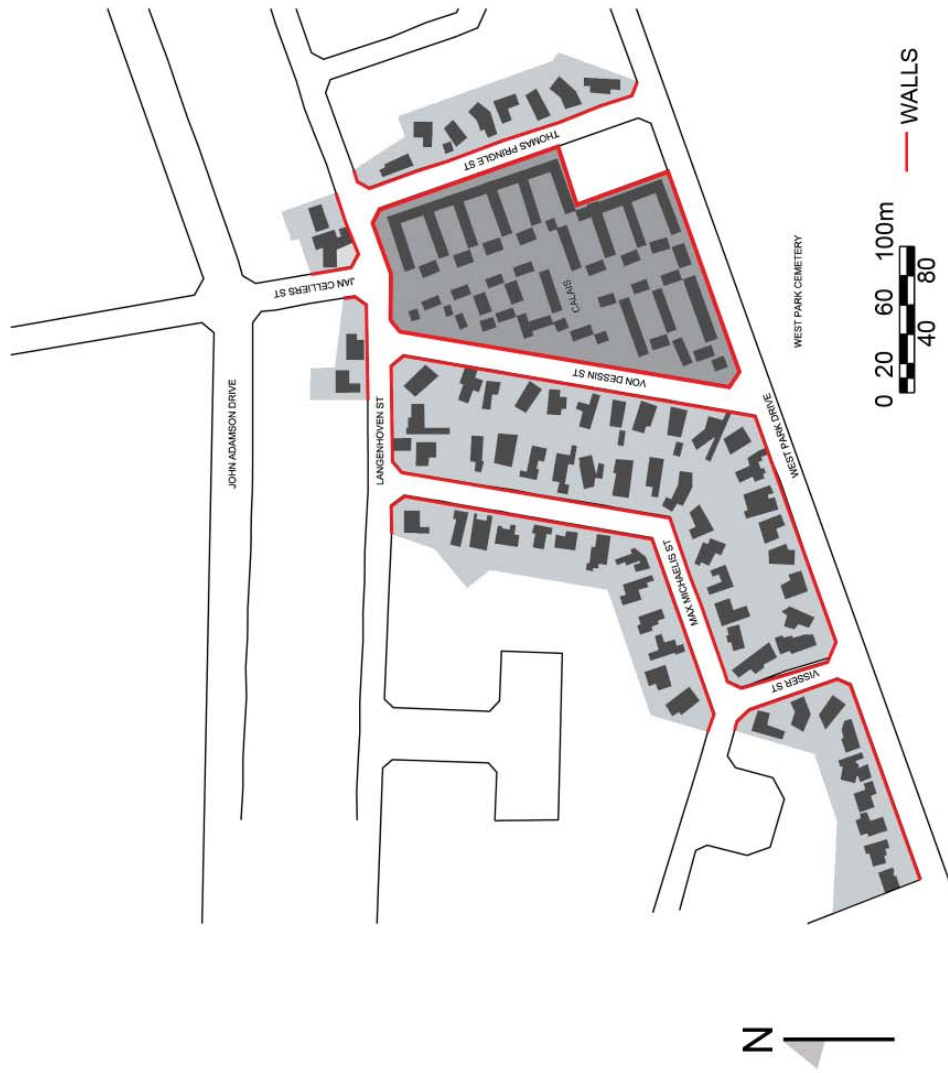 THOMAS PRINGLE ST
JAN CELLIERS ST
JOHN ADAMSON DRIVE
LANGENHOVEN ST
CALAIS
VON DESSIN ST
WEST PARK CEMETERY
WEST PARK DRIVE
MAX MICHAELIS ST
VISSER ST
WALLS
0 20 60 100m
40 80
N